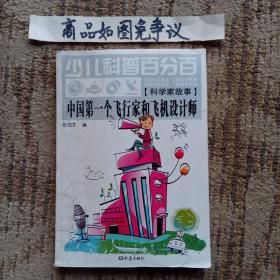 商品如图免争议
少儿科普百分百
【科学家故事】
中国第一个飞行家和飞机设计师